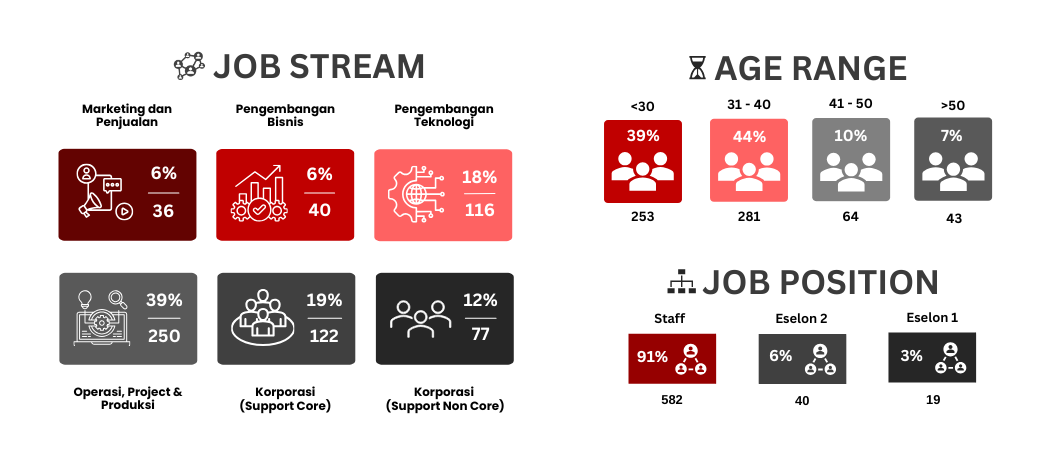 JOB STREAM
Marketing dan
Penjualan
6%
36
Pengembangan
Bisnis
6%
40
Pengembangan
Teknologi
18%
116
39%
250
Operasi, Project &
Produksi
19%
122
Korporasi
(Support Core)
12%
77
Korporasi
(Support Non Core)
AGE RANGE
<30
39%
253
31 - 40
44%
281
41 - 50
10%
64
>50
7%
43
JOB POSITION
Staff
91%
582
Eselon 2
6%
40
Eselon 1
3%
19